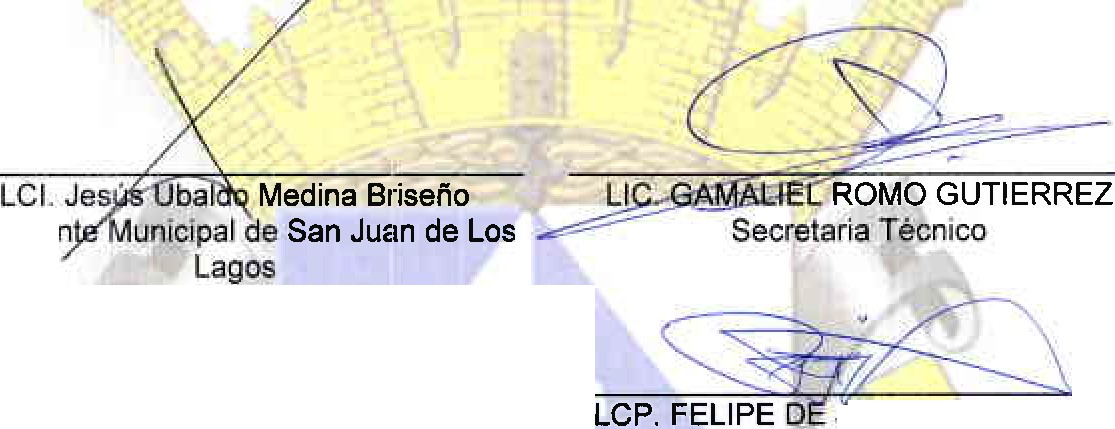 LCI. Jesús Ubaldo Medina Briseño
nte Municipal de San Juan de Los
Lagos
LIC. GAMALIEL ROMO GUTIERREZ
Secretaria Técnico
LCP. FELIPE DE